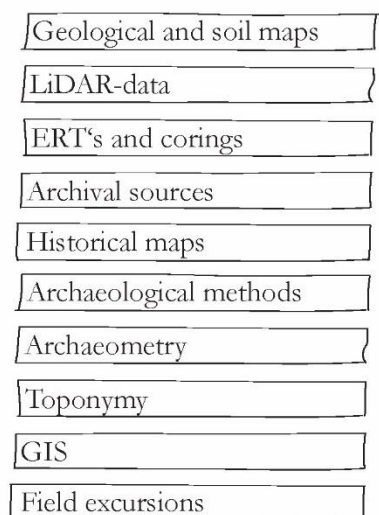 Geological and soil maps
LiDAR-data
ERT‘s and corings
Archival sources
Historical maps
Archaeological methods
Archaeometry
Toponymy
GIS
Field excursions